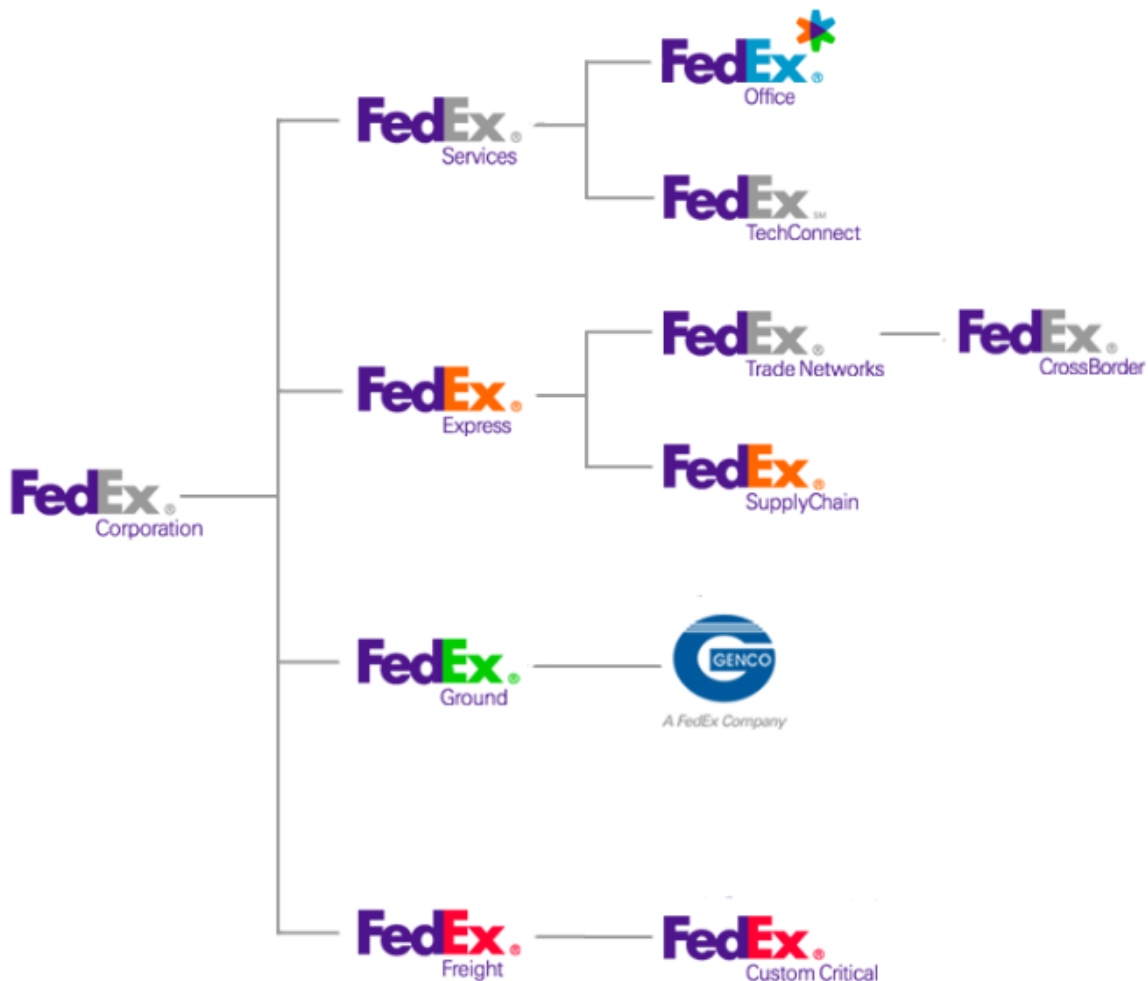 FedEx®
Office
FedEx®
Services
FedEx℠
TechConnect
FedEx®
Trade Networks
FedEx®
CrossBorder
FedEx®
Express
FedEx®
SupplyChain
FedEx®
Corporation
FedEx®
Ground
GENCO
A FedEx Company
FedEx®
Freight
FedEx®
Custom Critical